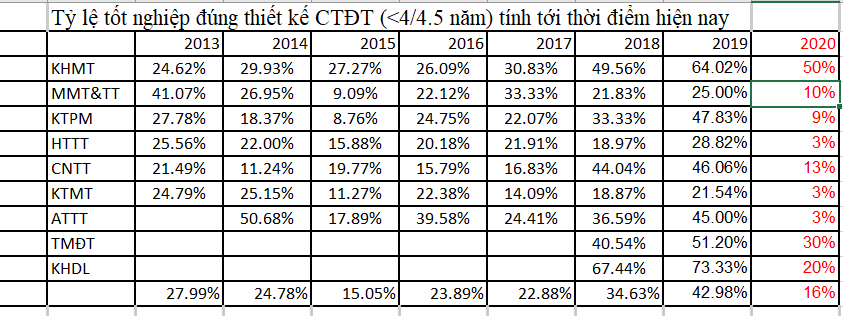 Tỷ lệ tốt nghiệp đúng thiết kế CTĐT (<4/4.5 năm) tính tới thời điểm hiện nay
2013 2014 2015 2016 2017 2018 2019 2020
KHMT 24.62% 29.93% 27.27% 26.09% 30.83% 49.56% 64.02% 50%
MMT&TT 41.07% 26.95% 9.09% 22.12% 33.33% 21.83% 25.00% 10%
KTPM 27.78% 18.37% 8.76% 24.75% 22.07% 33.33% 47.83% 9%
HTTT 25.56% 22.00% 15.88% 20.18% 21.91% 18.97% 28.82% 3%
CNTT 21.49% 11.24% 19.77% 15.79% 16.83% 44.04% 46.06% 13%
KTMT 24.79% 25.15% 11.27% 22.38% 14.09% 18.87% 21.54% 3%
ATTT 50.68% 17.89% 39.58% 24.41% 36.59% 45.00% 3%
TMĐT 40.54% 51.20% 30%
KHDL 67.44% 73.33% 20%
27.99% 24.78% 15.05% 23.89% 22.88% 34.63% 42.98% 16%